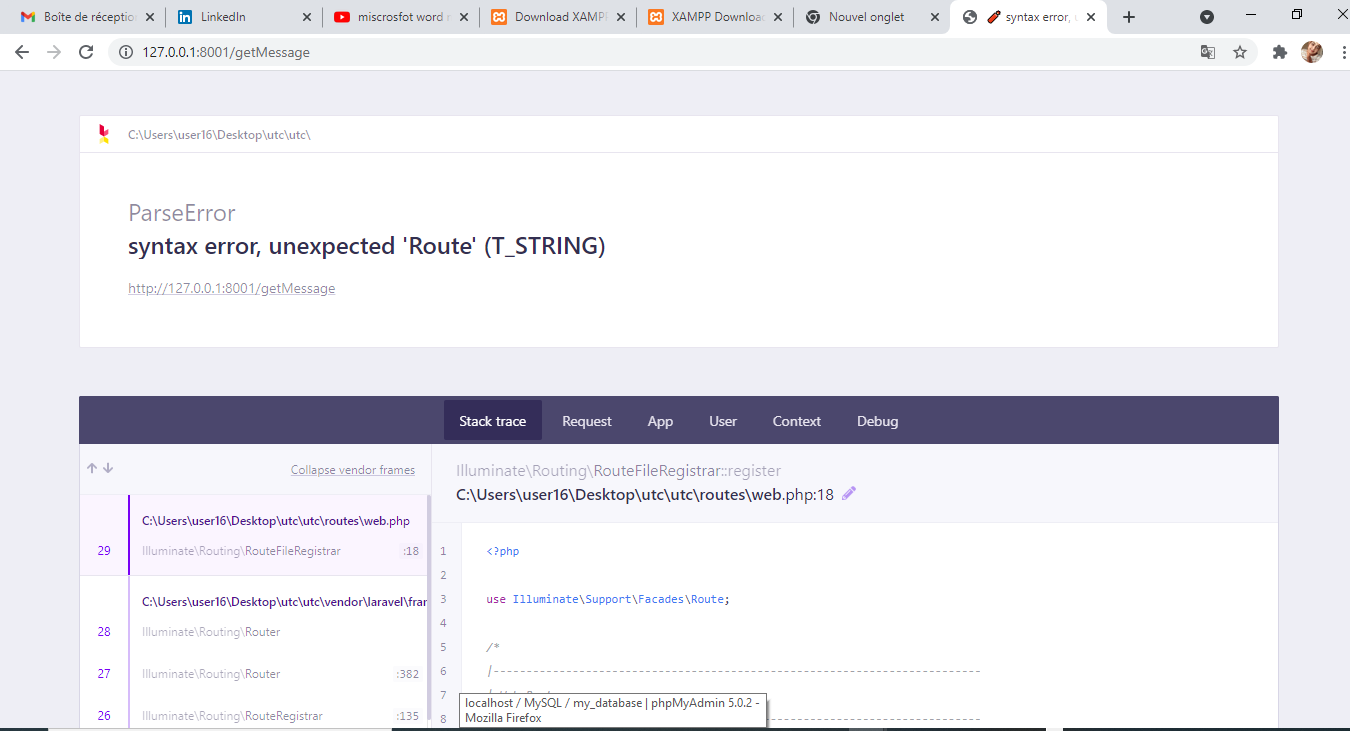 Boîte de réception
LinkedIn
miscrosfot word
Download XAMPP
XAMPP Download
Nouvel onglet
syntax error,
127.0.0.1:8001/getMessage
C:\Users\user16\Desktop\utc\utc\
ParseError
syntax error, unexpected 'Route' (T_STRING)
http://127.0.0.1:8001/getMessage
Stack trace
Request
App
User
Context
Debug
Collapse vendor frames
C:\Users\user16\Desktop\utc\utc\routes\web.php
29 Illuminate\Routing\RouteFileRegistrar :18
C:\Users\user16\Desktop\utc\utc\vendor\laravel\fram
28 Illuminate\Routing\Router
27 Illuminate\Routing\Router :382
26 Illuminate\Routing\RouteRegistrar :135
Illuminate\Routing\RouteFileRegistrar::register
C:\Users\user16\Desktop\utc\utc\routes\web.php:18
1 <?php
2
3 use Illuminate\Support\Facades\Route;
4
5 /*
6 |--------------------------------------------------------------------------
7
8 --------------------------------
localhost / MySQL / my_database | phpMyAdmin 5.0.2 -
Mozilla Firefox